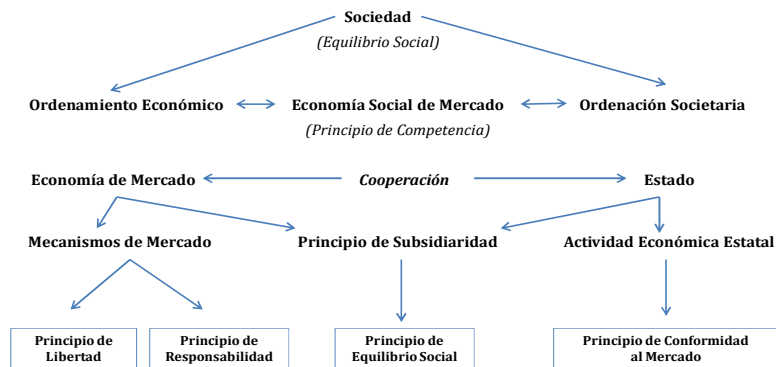 Sociedad
(Equilibrio Social)
Ordenamiento Económico
Economía Social de Mercado
Ordenación Societaria
(Principio de Competencia)
Economía de Mercado
Cooperación
Estado
Mecanismos de Mercado
Principio de Subsidiaridad
Actividad Económica Estatal
Principio de
Libertad
Principio de
Responsabilidad
Principio de
Equilibrio Social
Principio de Conformidad
al Mercado